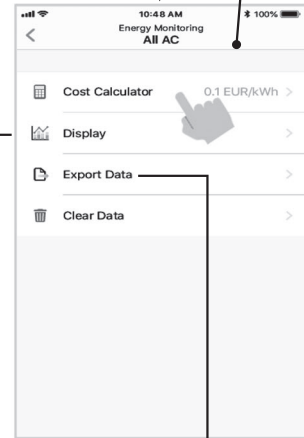 10:48 AM
100%
Energy Monitoring
All AC
Cost Calculator 0.1 EUR/kWh
Display
Export Data
Clear Data